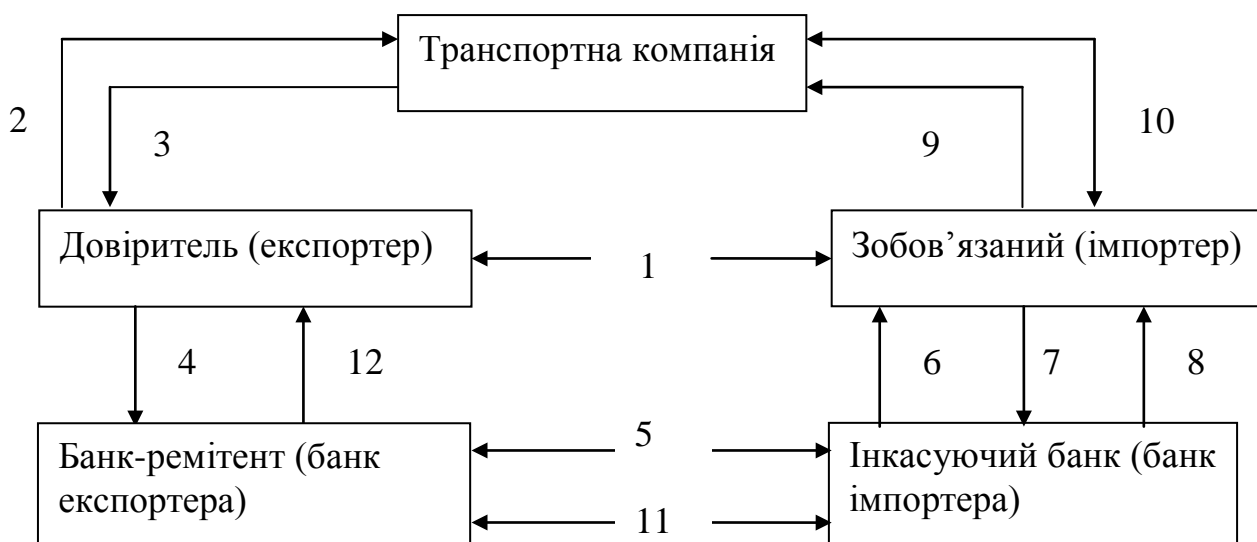 Транспортна компанія
2
3
9
10
Довіритель (експортер)
1
Зобов’язаний (імпортер)
4
12
6
7
8
Банк-ремітент (банк
експортера)
5
11
Інкасуючий банк (банк
імпортера)